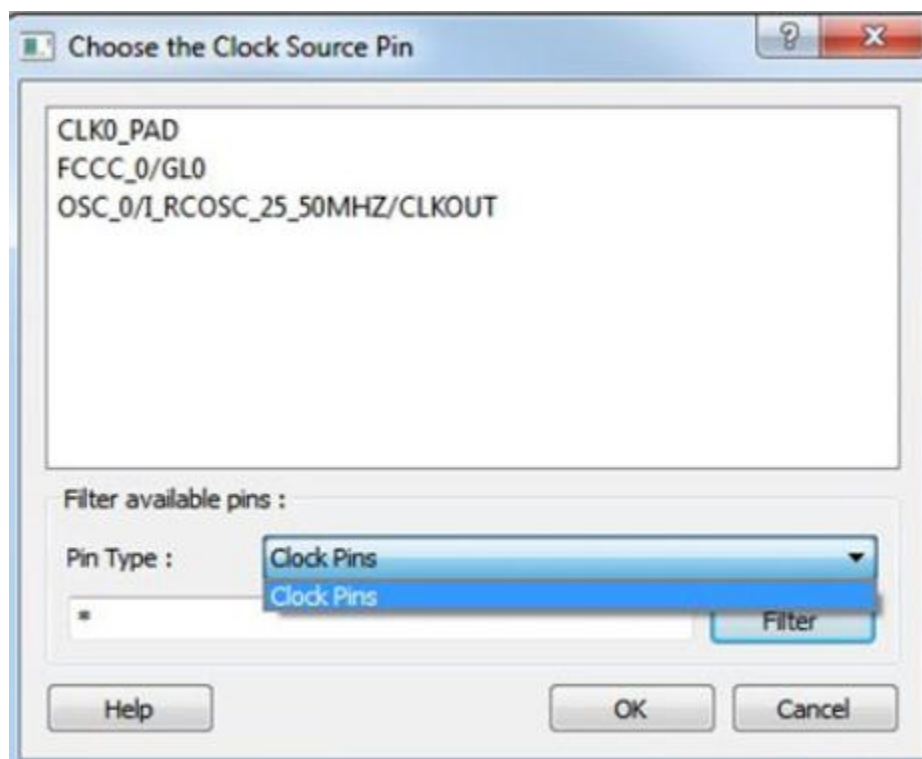 Choose the Clock Source Pin
CLK0_PAD
FCCC_0/GL0
OSC_0/I_RCOSC_25_50MHZ/CLKOUT
Filter available pins :
Pin Type :
Clock Pins
Clock Pins
*
Filter
Help
OK
Cancel